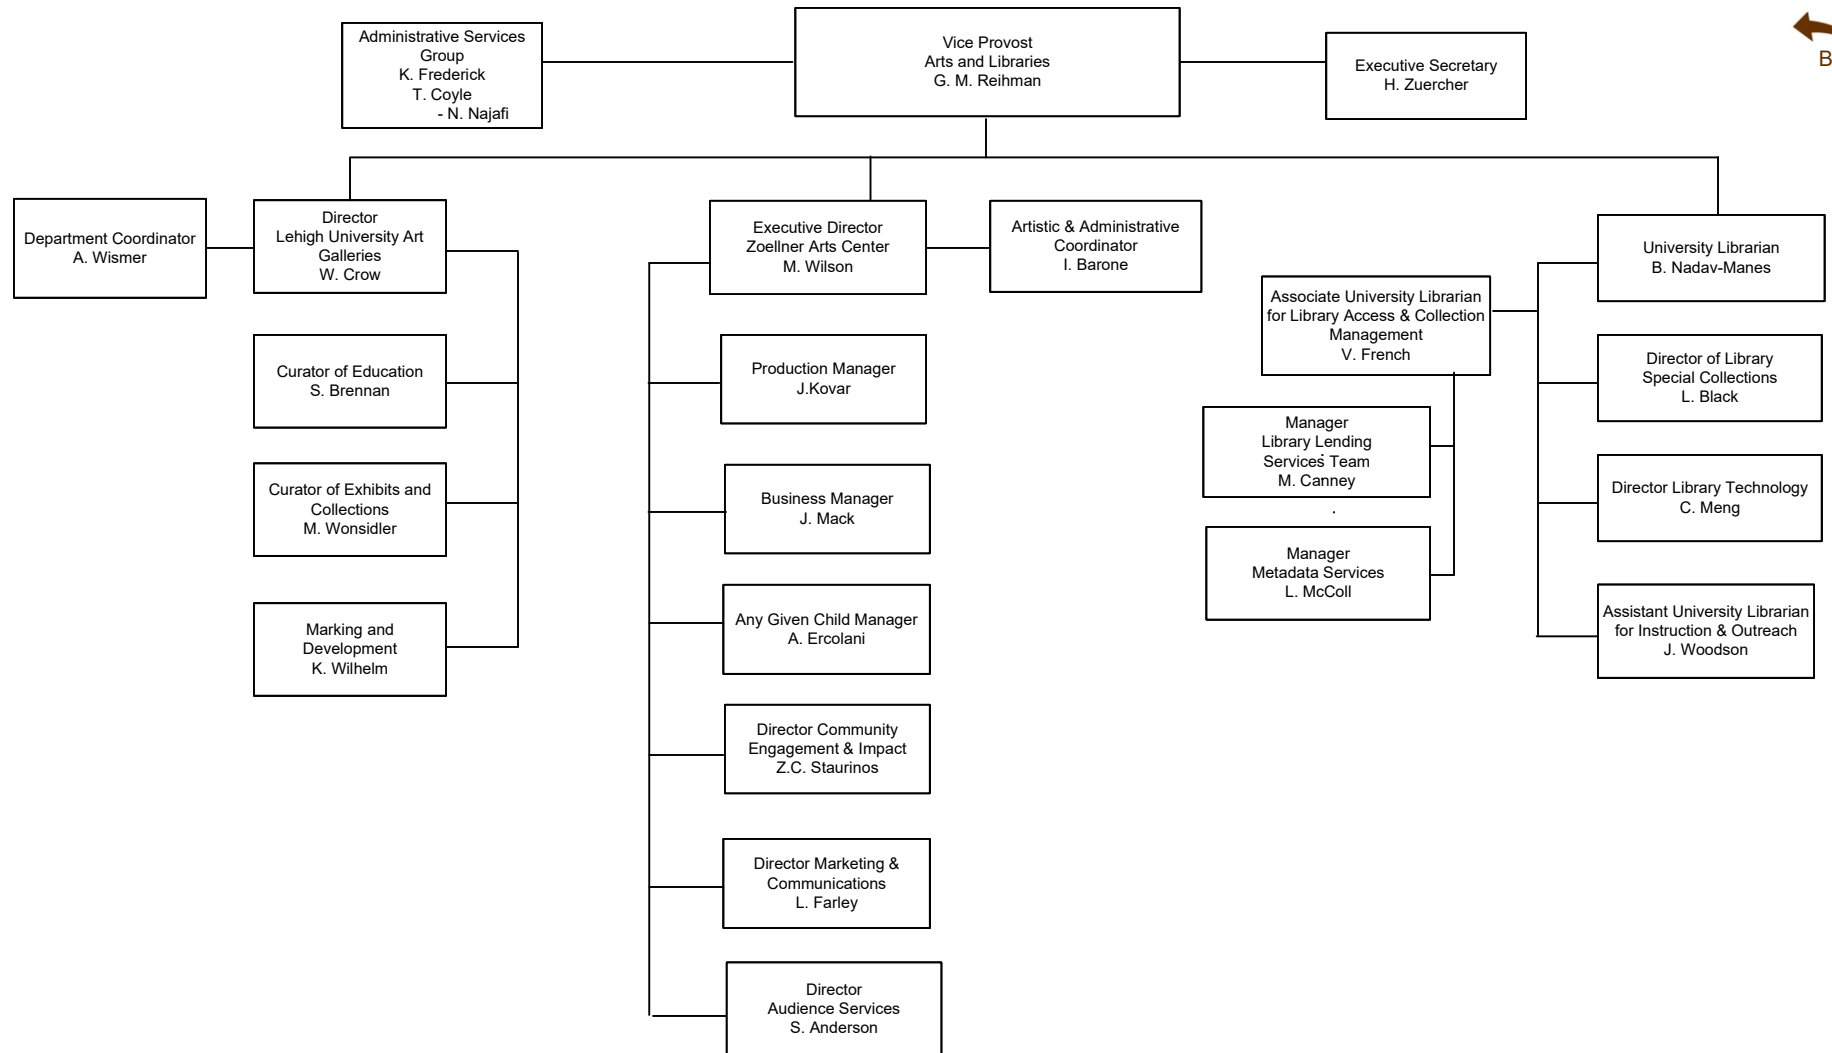 Administrative Services
Group
K. Frederick
T. Coyle
- N. Najafi
Vice Provost
Arts and Libraries
G. M. Reihman
Executive Secretary
H. Zuercher
B
Department Coordinator
A. Wismer
Director
Lehigh University Art
Galleries
W. Crow
Curator of Education
S. Brennan
Curator of Exhibits and
Collections
M. Wonsidler
Marking and
Development
K. Wilhelm
Executive Director
Zoellner Arts Center
M. Wilson
Artistic & Administrative
Coordinator
I. Barone
Production Manager
J.Kovar
Business Manager
J. Mack
Any Given Child Manager
A. Ercolani
Director Community
Engagement & Impact
Z.C. Staurinos
Director Marketing &
Communications
L. Farley
Director
Audience Services
S. Anderson
University Librarian
B. Nadav-Manes
Associate University Librarian
for Library Access & Collection
Management
V. French
Manager
Library Lending
Services Team
M. Canney
.
Manager
Metadata Services
L. McColl
Director of Library
Special Collections
L. Black
Director Library Technology
C. Meng
Assistant University Librarian
for Instruction & Outreach
J. Woodson